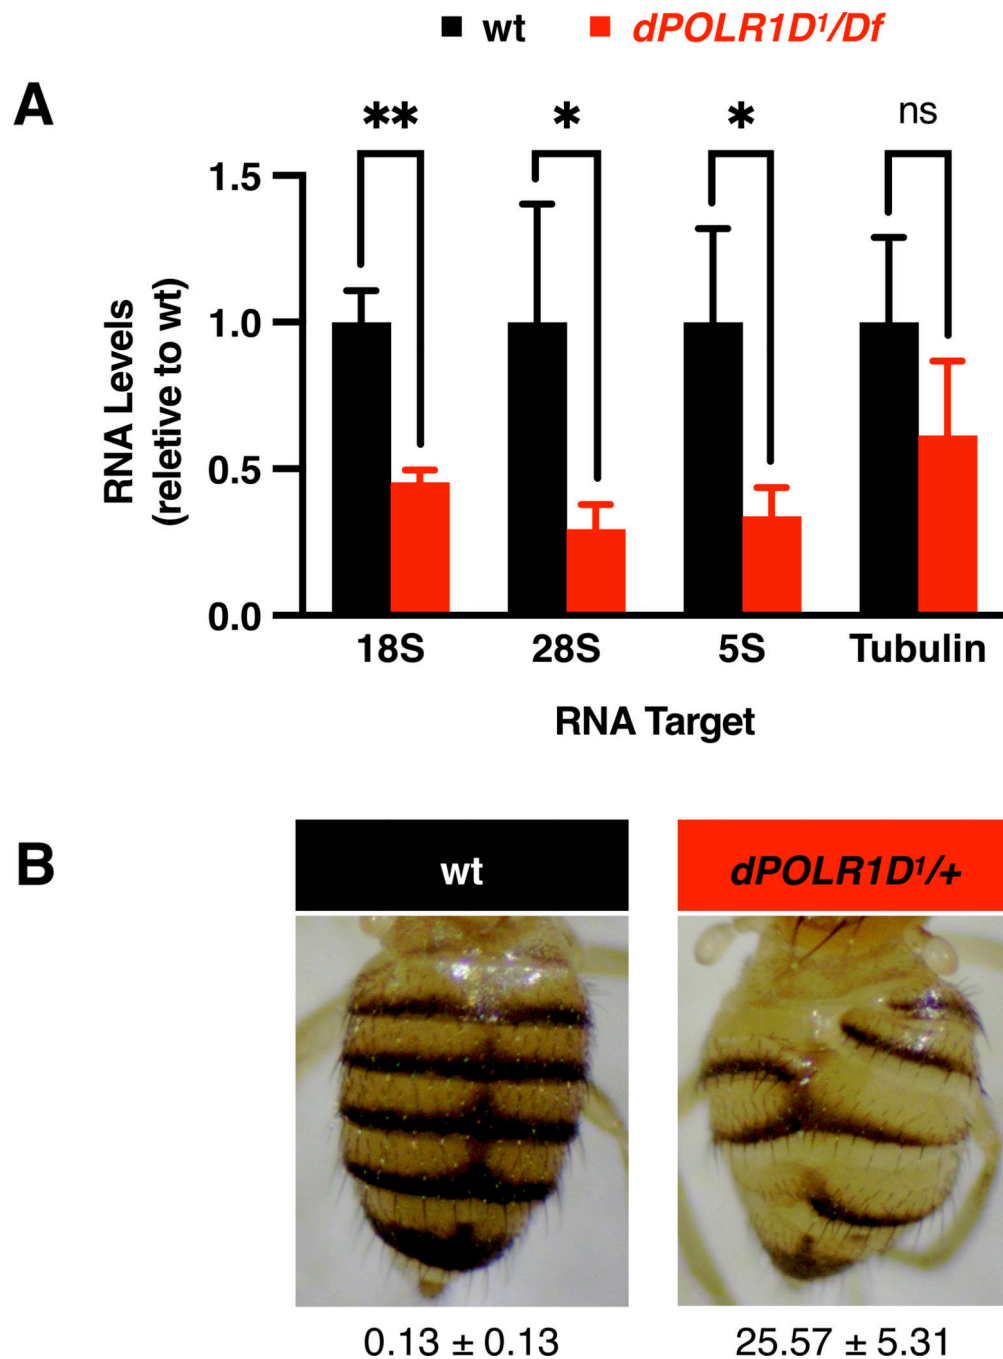 wt dPOLR1D¹/Df
A
** * * ns
1.5
1.0
0.5
0.0
RNA Levels
(reletive to wt)
18S 28S 5S Tubulin
RNA Target
B
wt dPOLR1D¹/+
0.13 ± 0.13 25.57 ± 5.31